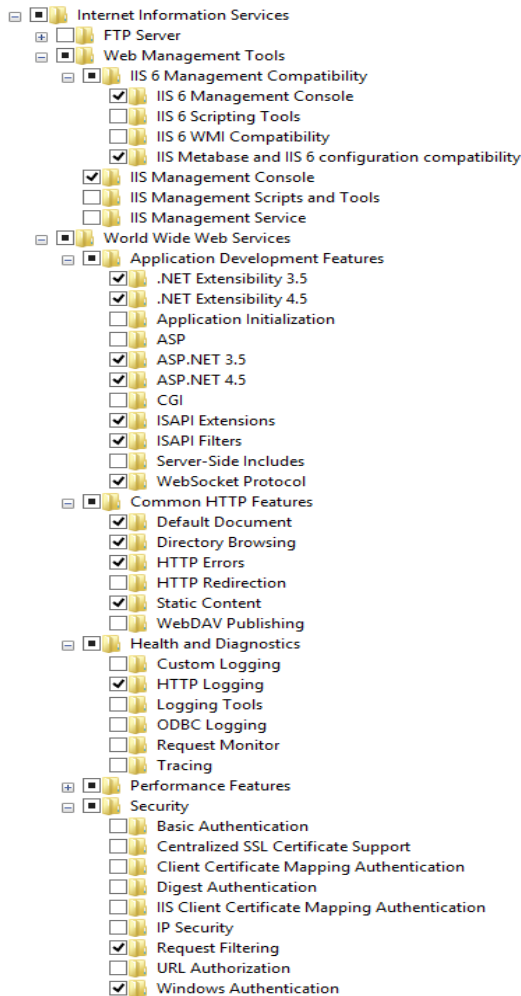 Internet Information Services
FTP Server
Web Management Tools
IIS 6 Management Compatibility
IIS 6 Management Console
IIS 6 Scripting Tools
IIS 6 WMI Compatibility
IIS Metabase and IIS 6 configuration compatibility
IIS Management Console
IIS Management Scripts and Tools
IIS Management Service
World Wide Web Services
Application Development Features
.NET Extensibility 3.5
.NET Extensibility 4.5
Application Initialization
ASP
ASP.NET 3.5
ASP.NET 4.5
CGI
ISAPI Extensions
ISAPI Filters
Server-Side Includes
WebSocket Protocol
Common HTTP Features
Default Document
Directory Browsing
HTTP Errors
HTTP Redirection
Static Content
WebDAV Publishing
Health and Diagnostics
Custom Logging
HTTP Logging
Logging Tools
ODBC Logging
Request Monitor
Tracing
Performance Features
Security
Basic Authentication
Centralized SSL Certificate Support
Client Certificate Mapping Authentication
Digest Authentication
IIS Client Certificate Mapping Authentication
IP Security
Request Filtering
URL Authorization
Windows Authentication